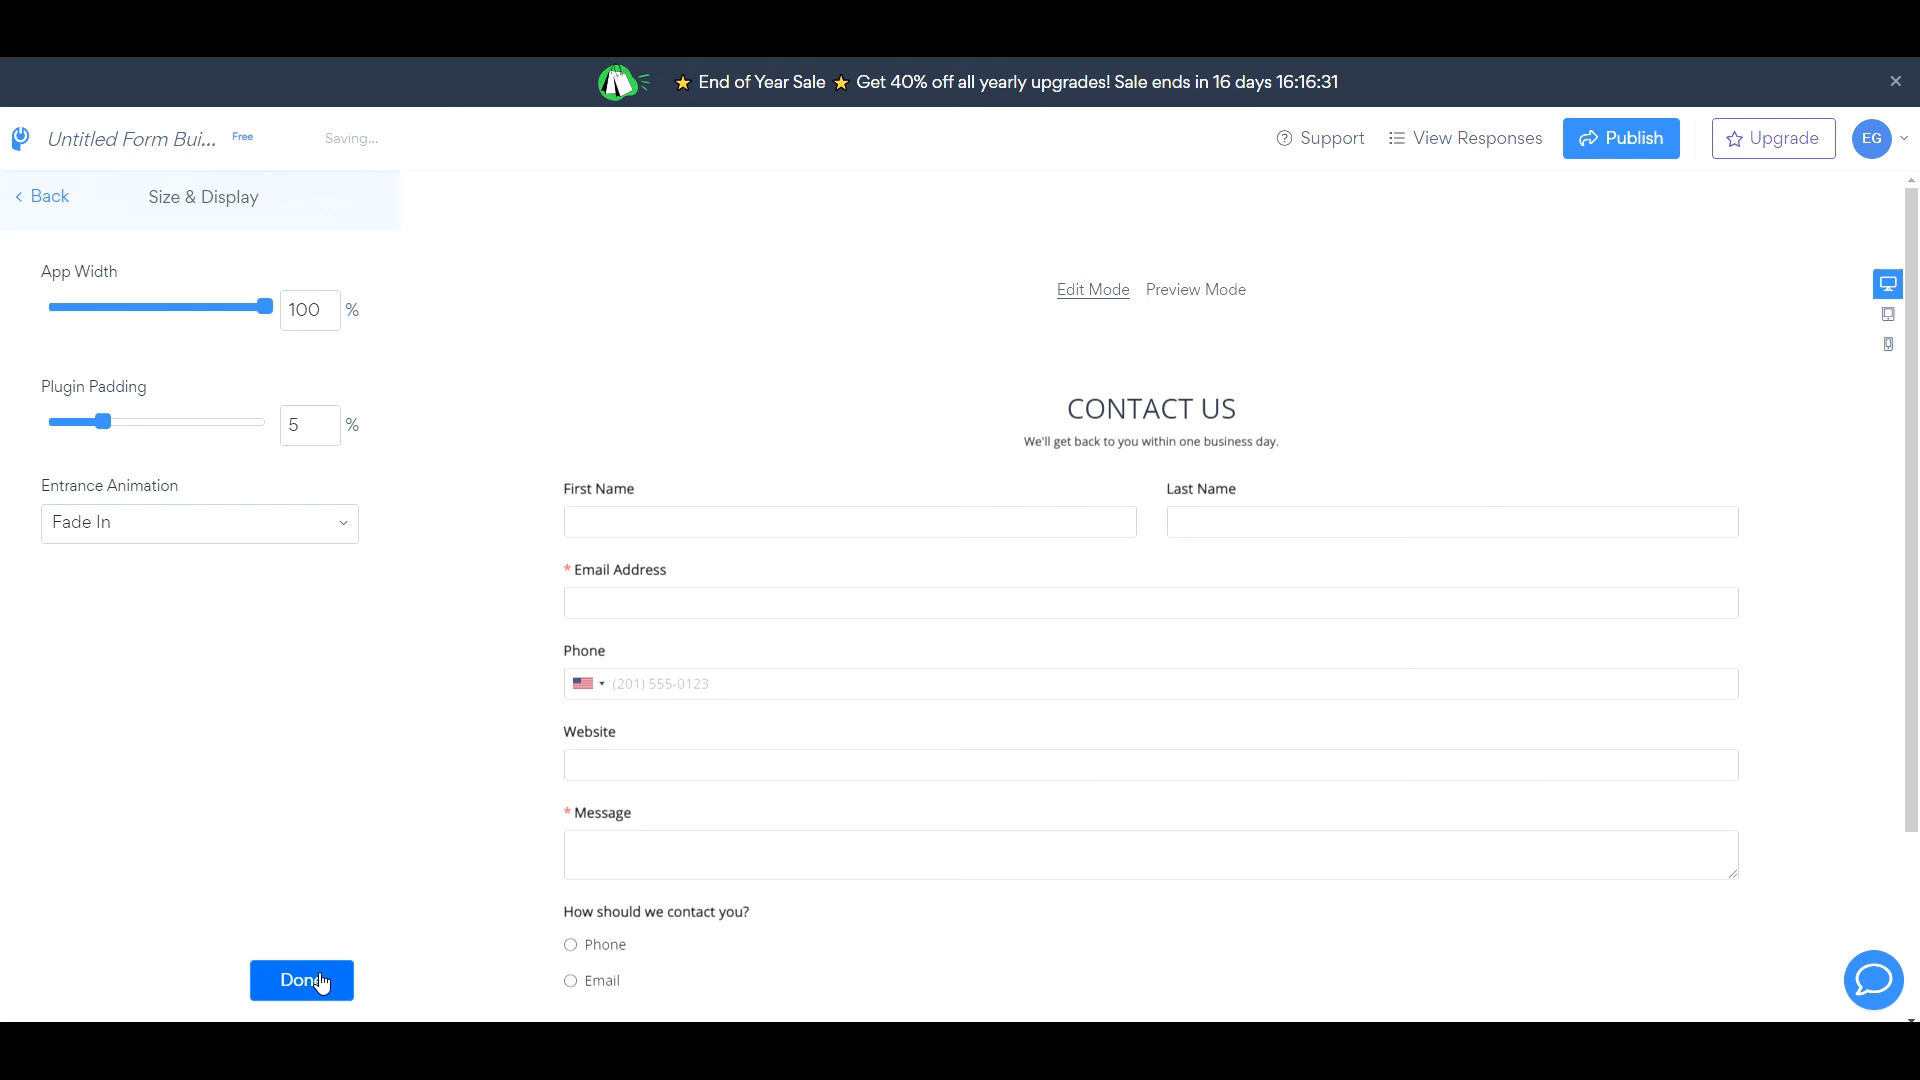 ⭐ End of Year Sale ⭐ Get 40% off all yearly upgrades! Sale ends in 16 days 16:16:31
Untitled Form Bui... Free Saving... Support View Responses Publish Upgrade EG
Back Size & Display
App Width
100 %
Edit Mode Preview Mode
Plugin Padding
5 %
Entrance Animation
Fade In
CONTACT US
We'll get back to you within one business day.
First Name Last Name
* Email Address
Phone
(201) 555-0123
Website
* Message
How should we contact you?
Phone
Email
Done